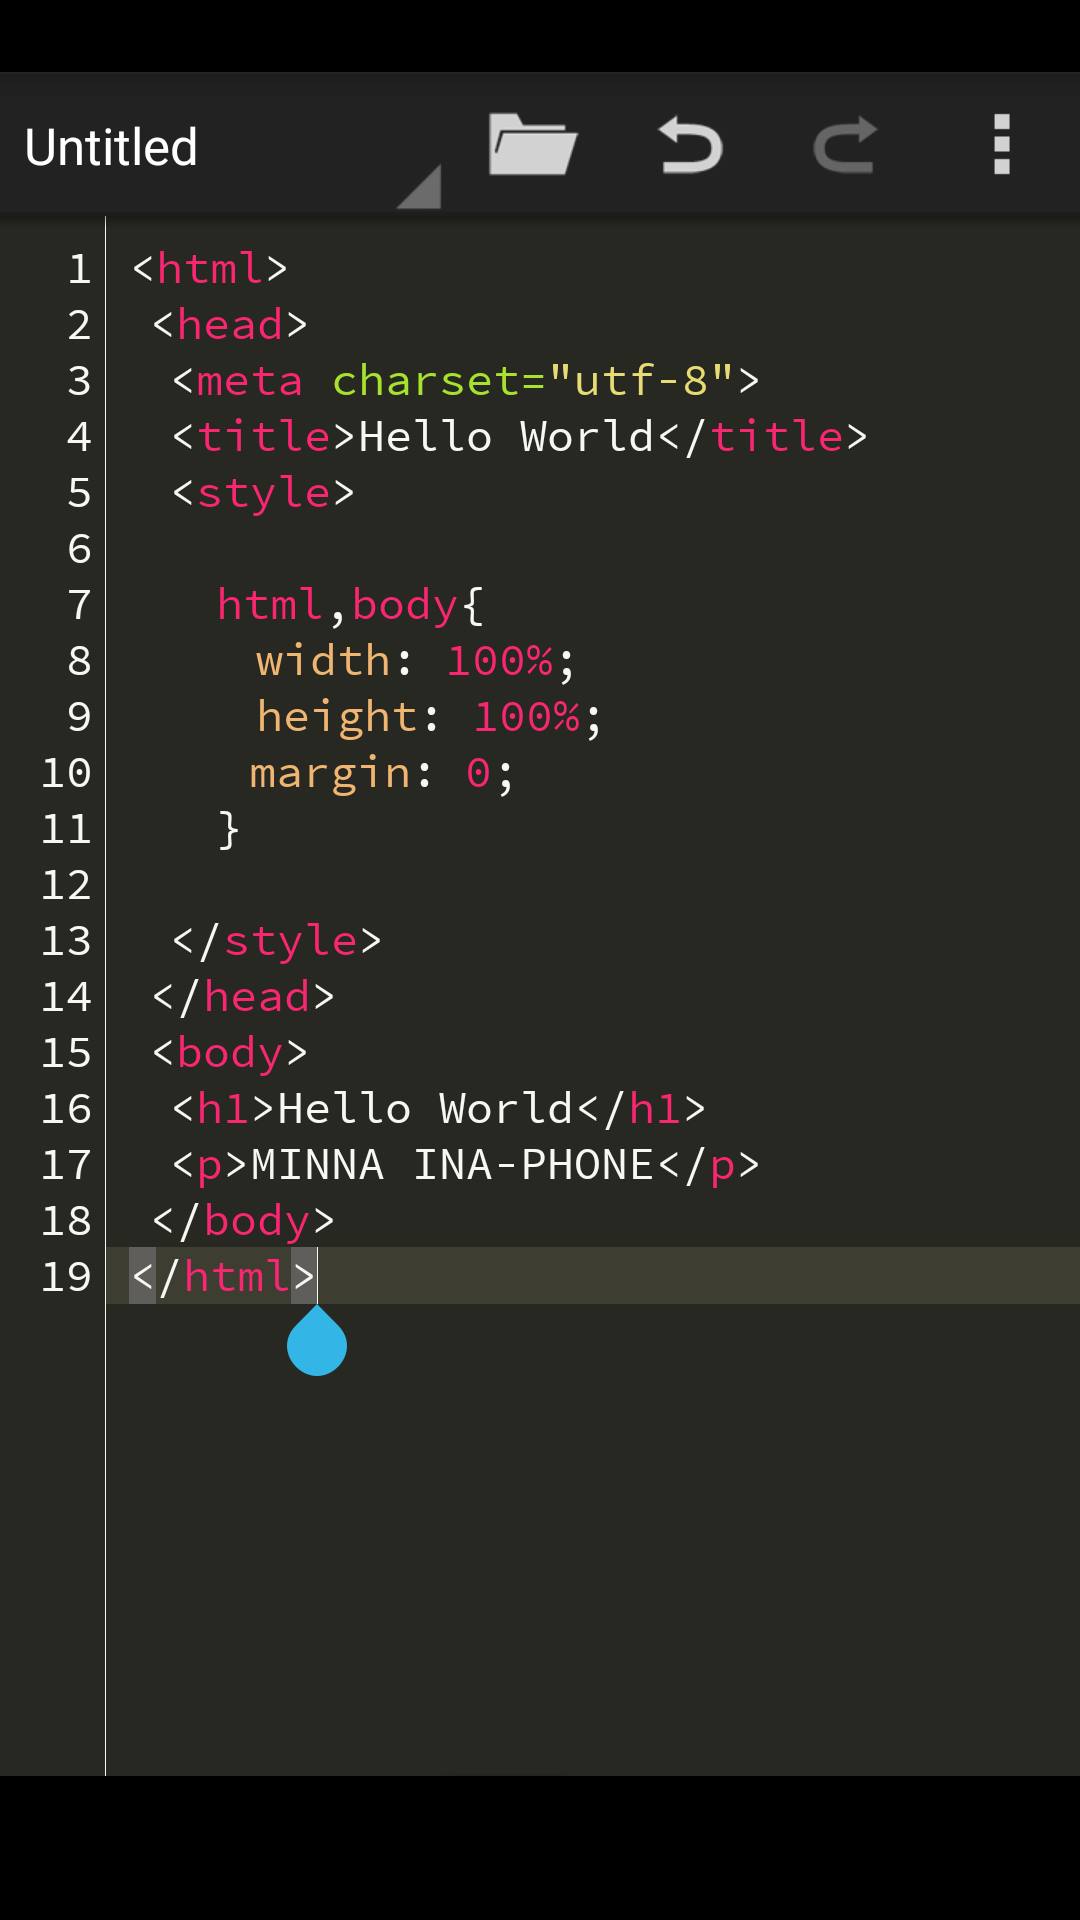 Untitled
1 <html>
2 <head>
3 <meta charset="utf-8">
4 <title>Hello World</title>
5 <style>
6
7 html,body{
8 width: 100%;
9 height: 100%;
10 margin: 0;
11 }
12
13 </style>
14 </head>
15 <body>
16 <h1>Hello World</h1>
17 <p>MINNA INA-PHONE</p>
18 </body>
19 </html>